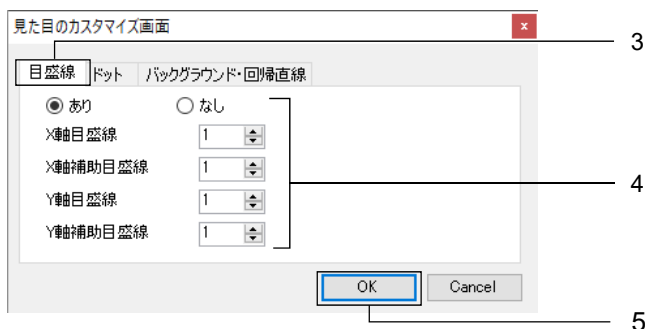 見た目のカスタマイズ画面 x
3
目盛線 ドット バックグラウンド・回帰直線
あり なし
X軸目盛線 1
X軸補助目盛線 1
4
Y軸目盛線 1
Y軸補助目盛線 1
OK Cancel
5